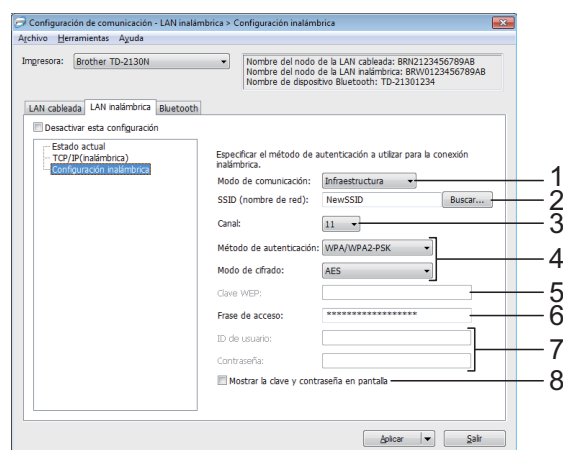 Configuración de comunicación - LAN inalámbrica > Configuración inalámbrica
Archivo Herramientas Ayuda
Impresora: Brother TD-2130N
Nombre del nodo de la LAN cableada: BRN2123456789AB
Nombre del nodo de la LAN inalámbrica: BRW0123456789AB
Nombre de dispositivo Bluetooth: TD-21301234
LAN cableada LAN inalámbrica Bluetooth
Desactivar esta configuración
Estado actual
TCP/IP(inalámbrica)
Configuración inalámbrica
Especificar el método de autenticación a utilizar para la conexión
inalámbrica.
Modo de comunicación: Infraestructura 1
SSID (nombre de red): NewSSID Buscar... 2
Canal: 11 3
Método de autenticación: WPA/WPA2-PSK
4
Modo de cifrado: AES
Clave WEP: 5
Frase de acceso: ****************** 6
ID de usuario:
7
Contraseña:
Mostrar la clave y contraseña en pantalla 8
Aplicar Salir